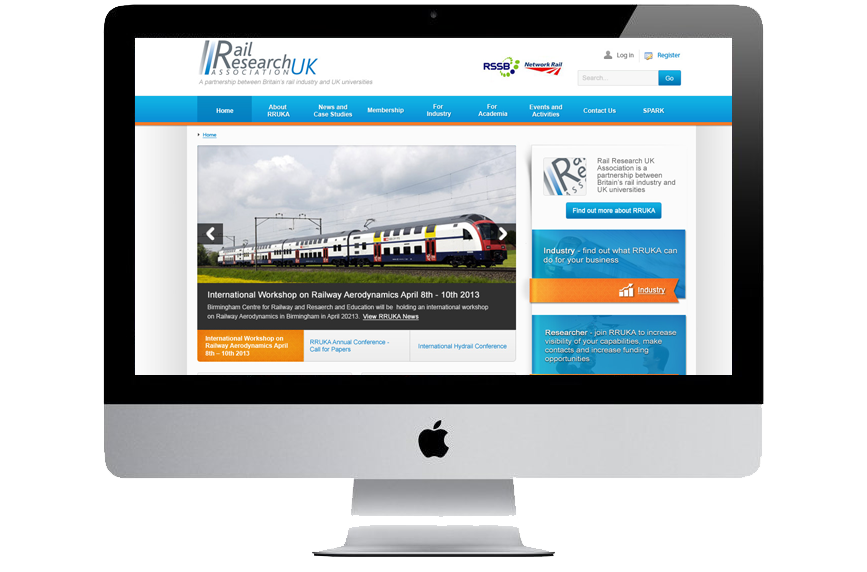 Rail
Research UK
ASSOCIATION
A partnership between Britain's rail industry and UK universities
RSSB
Network Rail
Log in
Register
Search...
Go
Home
About
RRUKA
News and
Case Studies
Membership
For
Industry
For
Academia
Events and
Activities
Contact Us
SPARK
Home
International Workshop on Railway Aerodynamics April 8th - 10th 2013
Birmingham Centre for Railway and Resaerch and Education will be holding an international workshop
on Railway Aerodynamics in Birmingham in April 20213. View RRUKA News
International Workshop on
Railway Aerodynamics April
8th – 10th 2013
RRUKA Annual Conference -
Call for Papers
International Hydrail Conference
Rail Research UK
Association is a
partnership between
Britain's rail industry and
UK universities
Find out more about RRUKA
Industry - find out what RRUKA can
do for your business
Industry
Researcher - join RRUKA to increase
visibility of your capabilities, make
contacts and increase funding
opportunities